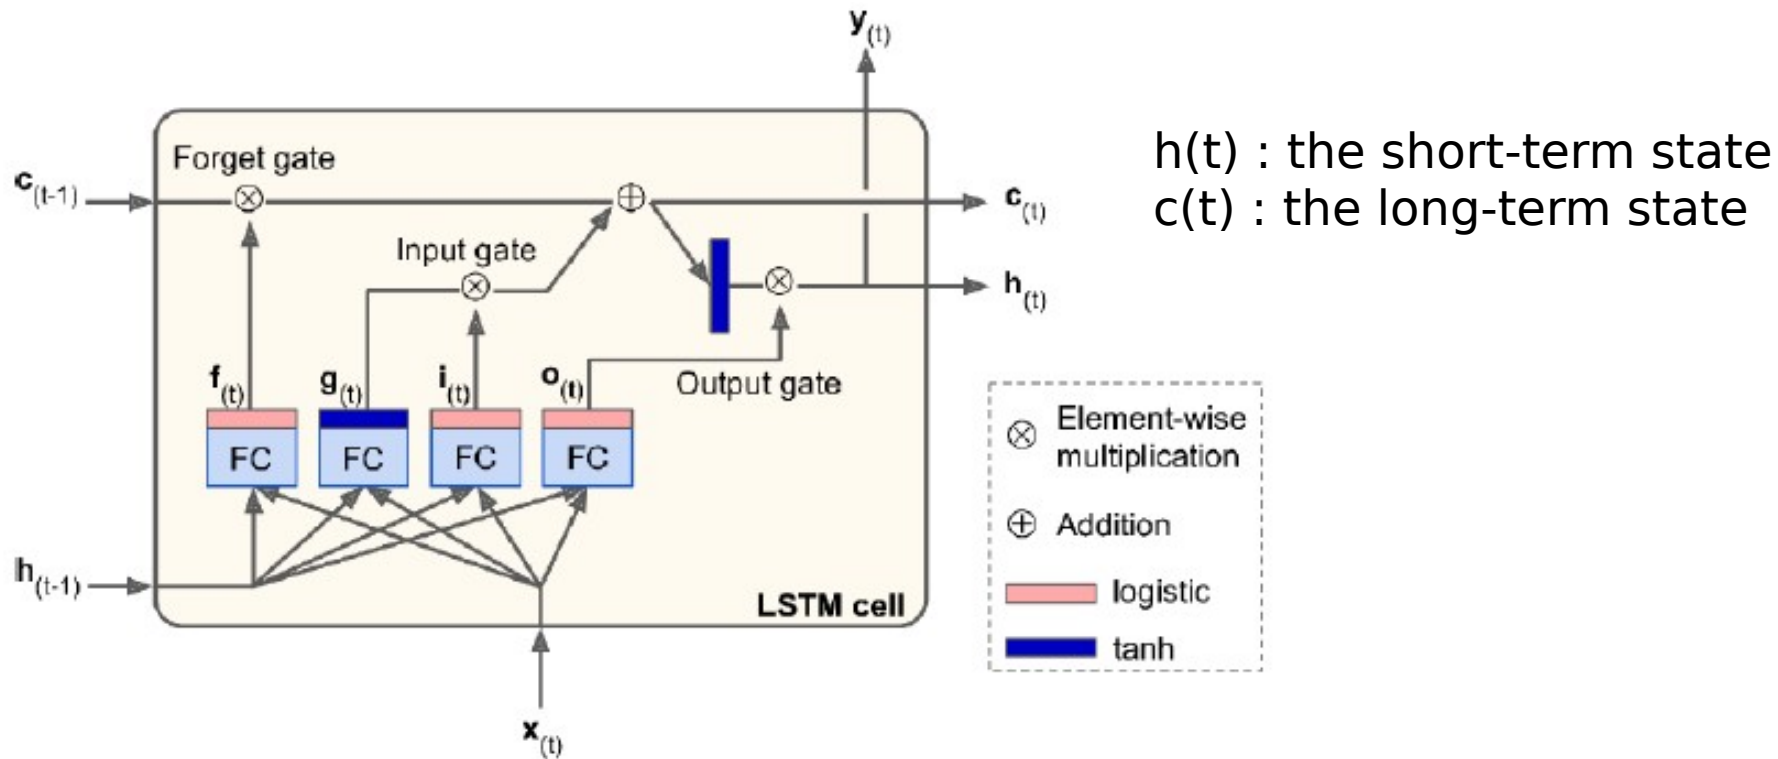 y(t)
Forget gate
h(t) : the short-term state
c(t-1)
c(t)
c(t) : the long-term state
Input gate
h(t)
f(t)
g(t)
i(t)
o(t)
Output gate
FC
FC
FC
FC
Element-wise
multiplication
Addition
logistic
tanh
h(t-1)
LSTM cell
x(t)